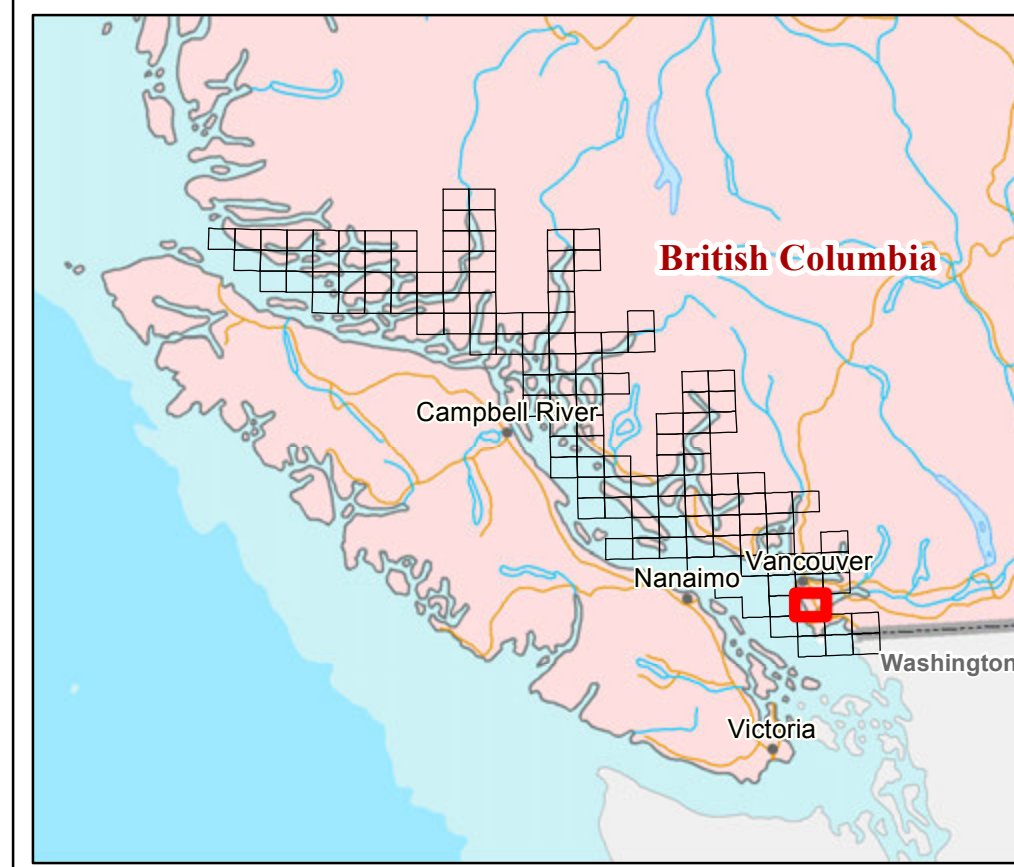 British Columbia
Campbell River
Vancouver
Nanaimo
Washington
Victoria